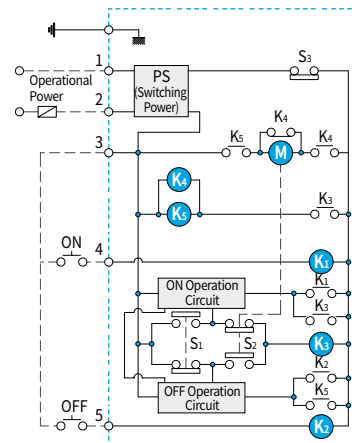 1
PS
(Switching
Power)
S3
Operational
Power
2
K4
3
K5
M
K4
K4
K5
K3
ON
4
K1
ON Operation
Circuit
K1
K3
S1
S2
K3
K2
OFF Operation
Circuit
K5
OFF
5
K2